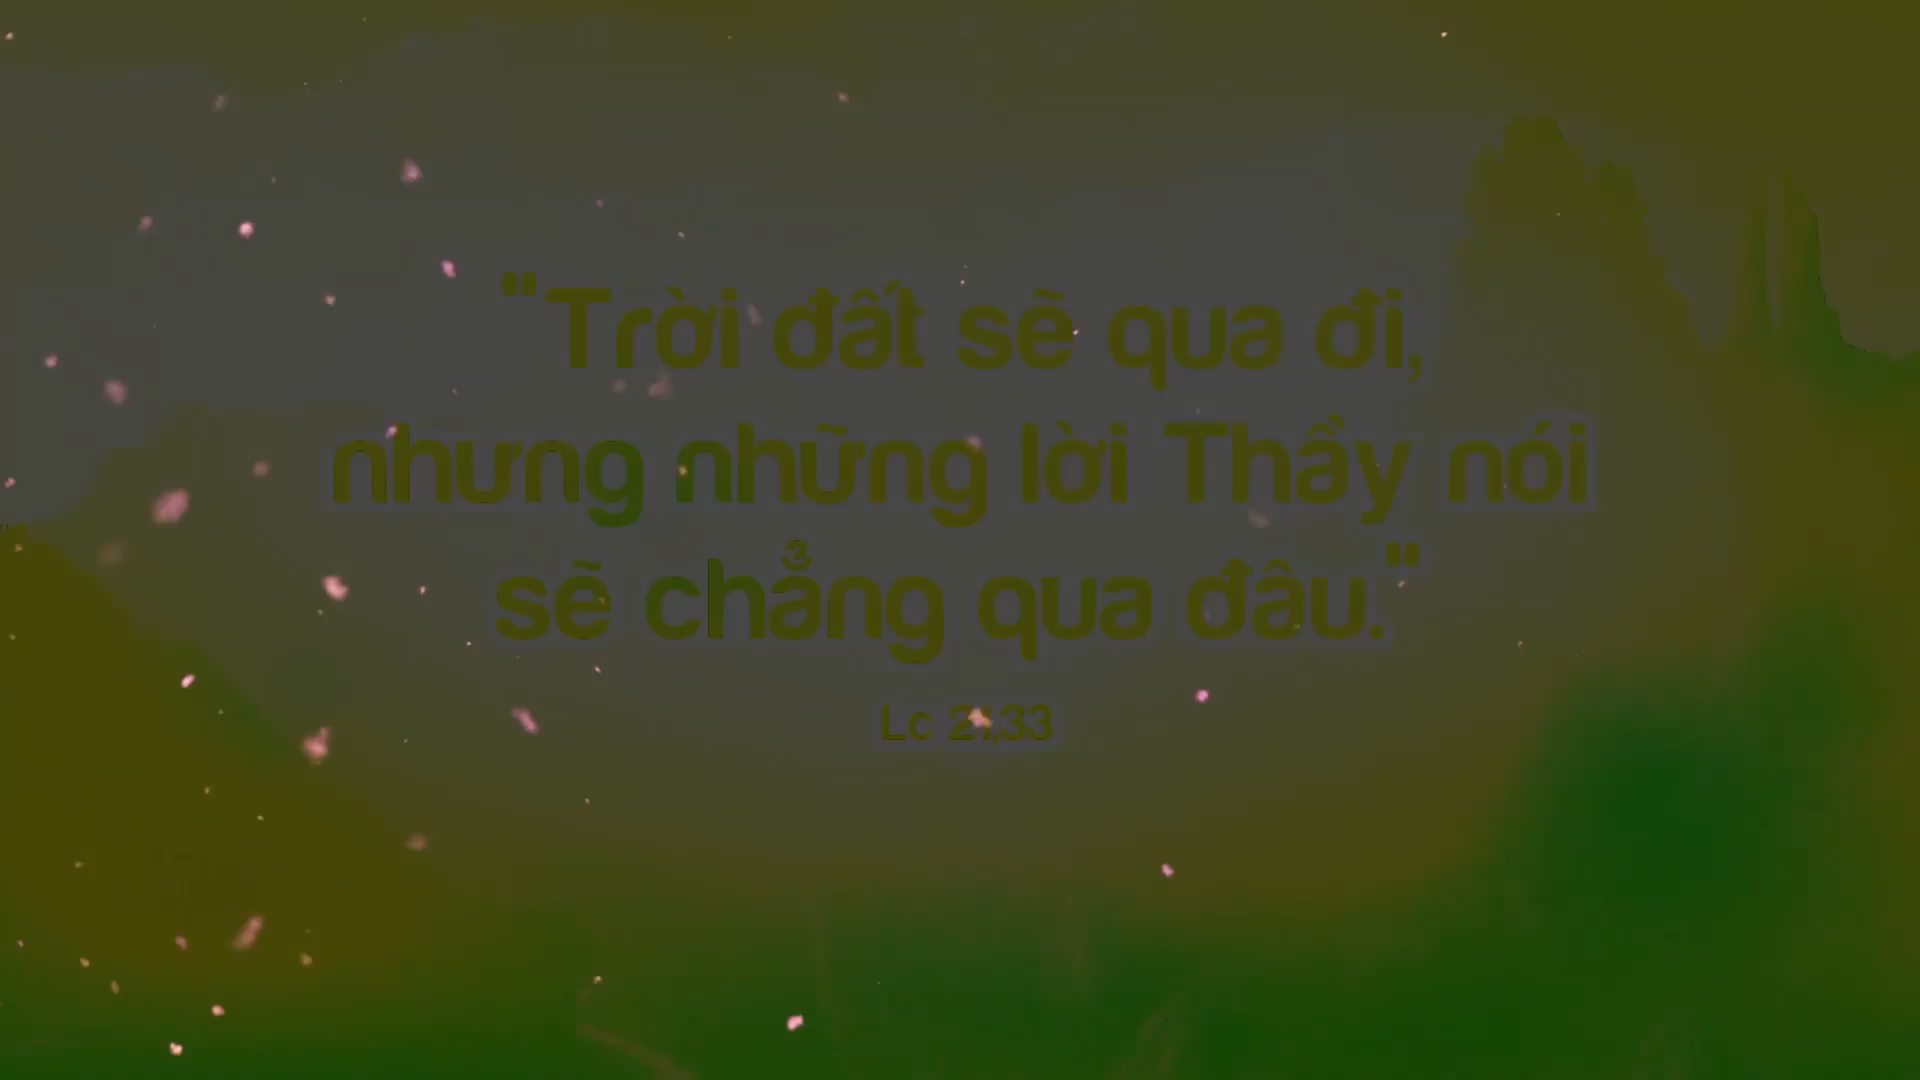 "Trời đất sẽ qua đi,
nhưng những lời Thầy nói
sẽ chẳng qua đâu."
Lc 21,33